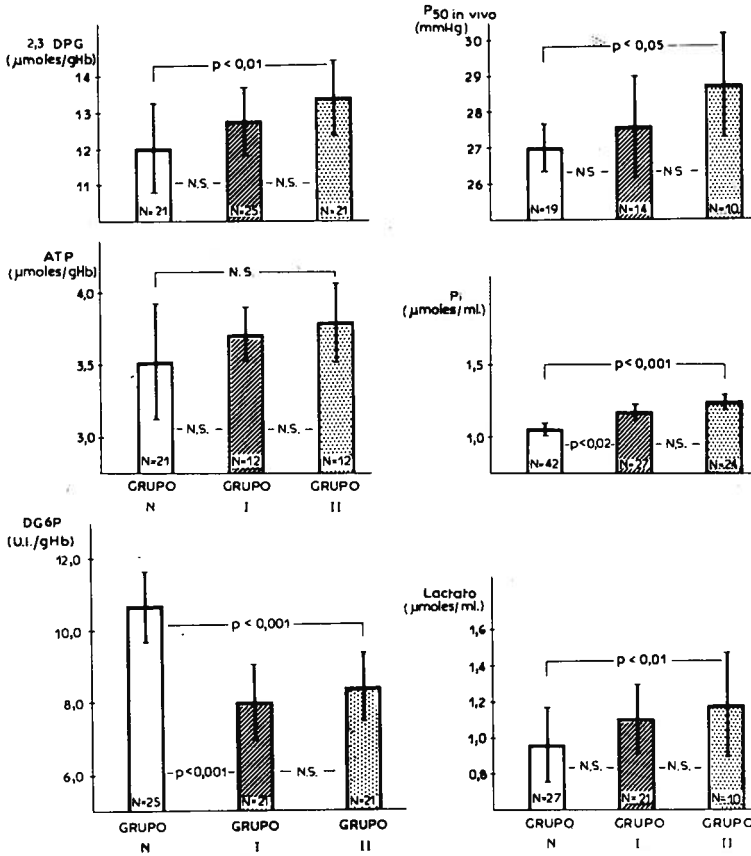 2,3 DPG
(μmoles/gHb)
14
13
12
11
p < 0,01
N.S.
N.S.
N=21
N=25
N=21
P50 in vivo
(mmHg)
30
29
28
27
26
p < 0,05
NS
NS
N=19
N=14
N=10
ATP
(μmoles/gHb)
4,0
3,5
3,0
N.S.
N.S.
N.S.
N=21
N=12
N=12
GRUPO
N
GRUPO
I
GRUPO
II
Pi
(μmoles/ml.)
1,5
1,0
p<0,001
p<0,02
N.S.
N=42
N=27
N=24
DG6P
(U.I./gHb)
12,0
10,0
8,0
6,0
p < 0,001
p<0,001
N.S.
N=25
N=21
N=21
GRUPO
N
GRUPO
I
GRUPO
II
Lactato
(μmoles/ml.)
1,6
1,4
1,2
1,0
0,8
p < 0,01
N.S.
N.S.
N=27
N=21
N=10
GRUPO
N
GRUPO
I
GRUPO
II